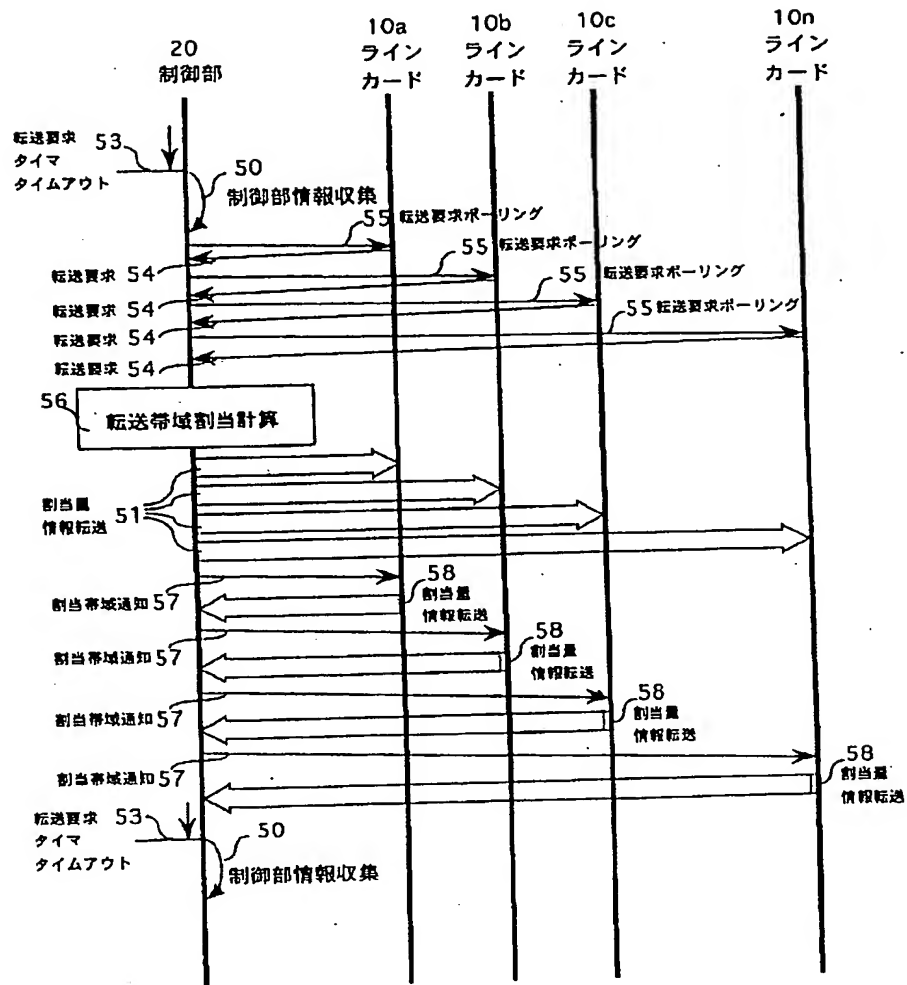 20
制御部
10a
ライン
カード
10b
ライン
カード
10c
ライン
カード
10n
ライン
カード
転送要求
タイマ
タイムアウト
53
50
制御部情報収集
55 転送要求ポーリング
転送要求 54
55 転送要求ポーリング
転送要求 54
55 転送要求ポーリング
転送要求 54
55 転送要求ポーリング
転送要求 54
56
転送帯域割当計算
割当量
情報転送 51
割当帯域通知 57
58
割当量
情報転送
割当帯域通知 57
58
割当量
情報転送
割当帯域通知 57
58
割当量
情報転送
割当帯域通知 57
58
割当量
情報転送
転送要求
タイマ
タイムアウト
53
50
制御部情報収集